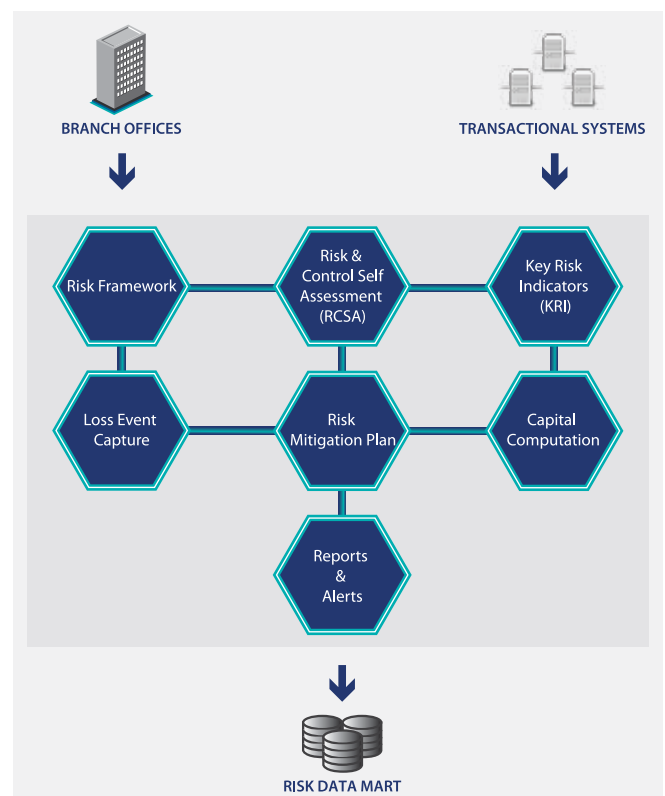 BRANCH OFFICES
TRANSACTIONAL SYSTEMS
Risk Framework
Risk &
Control Self
Assessment
(RCSA)
Key Risk
Indicators
(KRI)
Loss Event
Capture
Risk
Mitigation Plan
Capital
Computation
Reports
&
Alerts
RISK DATA MART